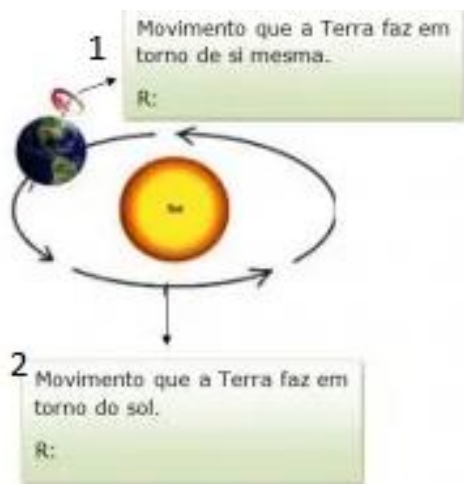 1
Movimento que a Terra faz em
torno de si mesma.
R:
Sol
2
Movimento que a Terra faz em
torno do sol.
R: